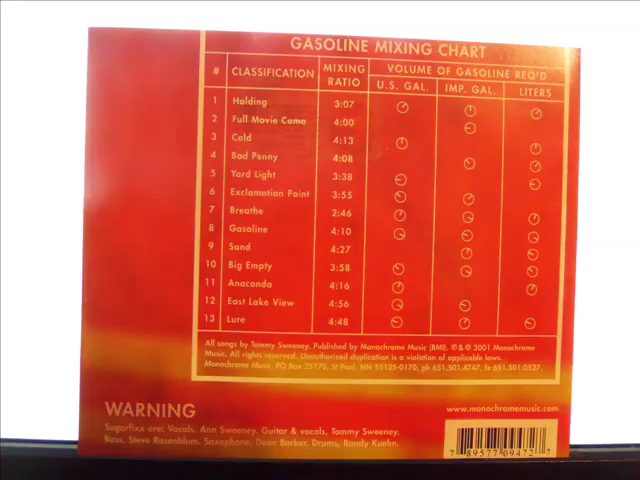 GASOLINE MIXING CHART
# CLASSIFICATION MIXING RATIO VOLUME OF GASOLINE REQ'D
U.S. GAL. IMP. GAL. LITERS
1 Holding 3:07
2 Full Movie Coma 4:00
3 Cold 4:13
4 Bad Penny 4:08
5 Yard Light 3:38
6 Exclamation Point 3:55
7 Breathe 2:46
8 Gasoline 4:10
9 Sand 4:27
10 Big Empty 3:58
11 Anaconda 4:16
12 East Lake View 4:56
13 Lure 4:48
All songs by Tommy Sweeney, Published by Monochrome Music (BMI), ℗ & © 2001 Monochrome
Music. All rights reserved. Unauthorized duplication is a violation of applicable laws.
Monochrome Music. PO Box 25170, St Paul, MN 55125-0170, ph 651.501.4747, fx 651.501.0527.
WARNING
www.monochromemusic.com
Sugarfixx are: Vocals, Ann Sweeney. Guitar & vocals, Tommy Sweeney.
Bass, Steve Rosenblum. Saxophone, Dean Barker. Drums, Randy Kuehn.
7 89577 09472 7